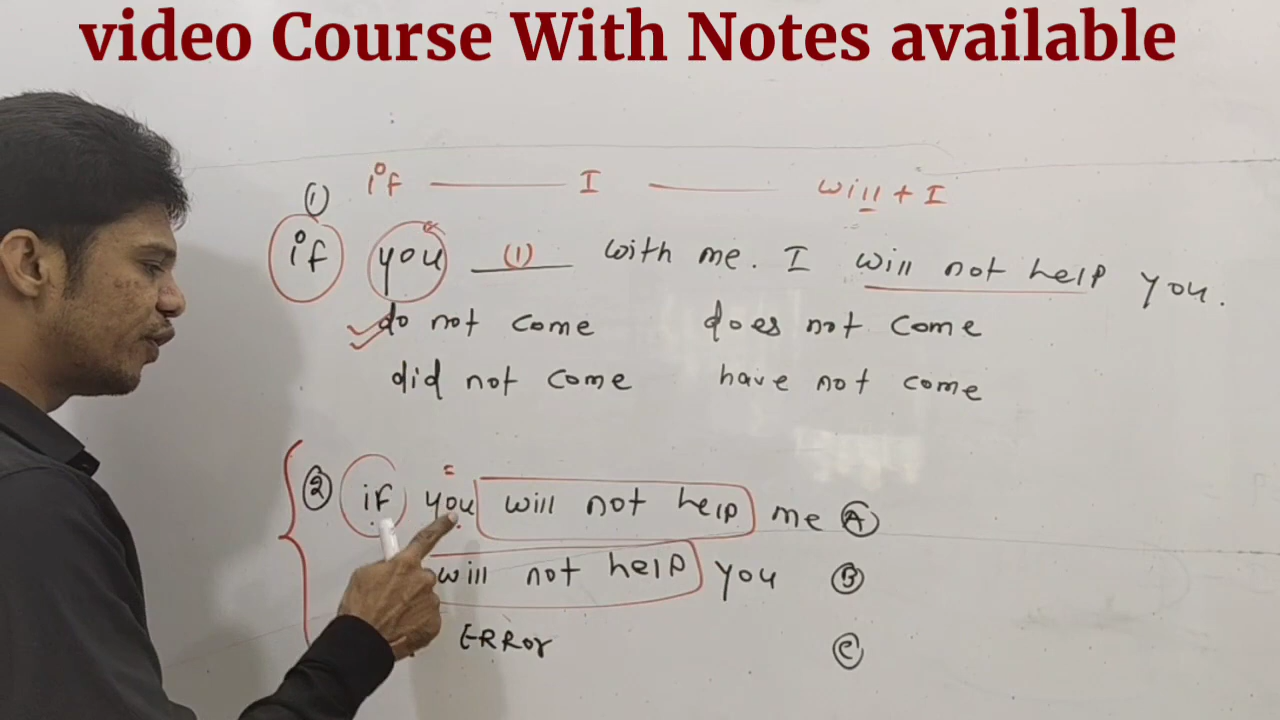 video Course With Notes available
if I will + I
① if you (1) with me. I will not help you.
do not come does not come
did not come have not come
② if you will not help me Ⓐ
will not help you Ⓑ
ERROr Ⓒ